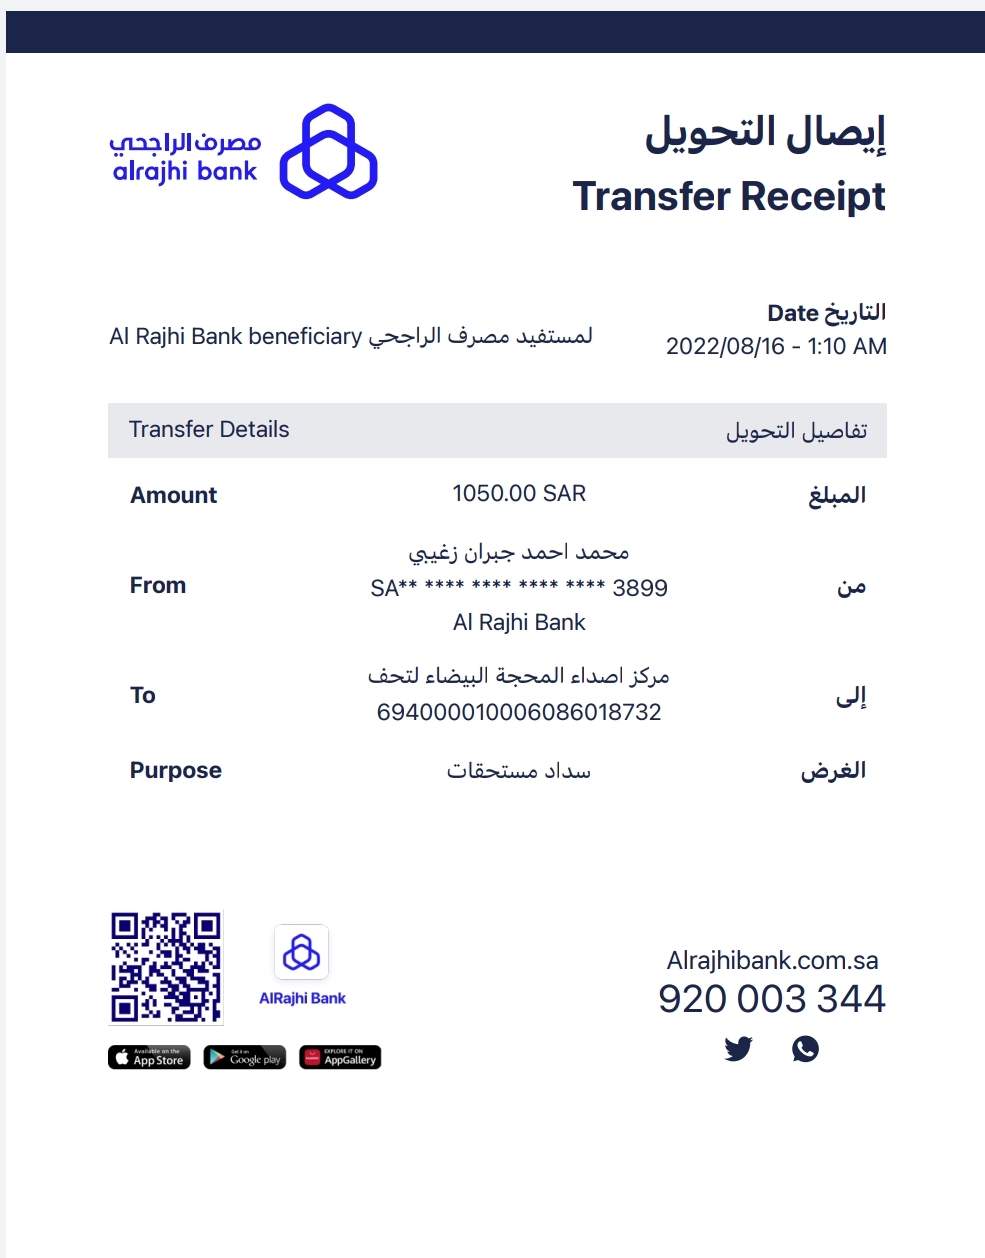 مصرف الراجحي
alrajhi bank
إيصال التحويل
Transfer Receipt
التاريخ Date
2022/08/16 - 1:10 AM
Al Rajhi Bank beneficiary لمستفيد مصرف الراجحي
Transfer Details تفاصيل التحويل
Amount 1050.00 SAR المبلغ
محمد احمد جبران زغيبي
From SA** **** **** **** **** 3899 من
Al Rajhi Bank
مركز اصداء المحجة البيضاء لتحف
To إلى
694000010006086018732
Purpose سداد مستحقات الغرض
AlRajhi Bank
Available on the
App Store
Get it on
Google play
EXPLORE IT ON
AppGallery
Alrajhibank.com.sa
920 003 344